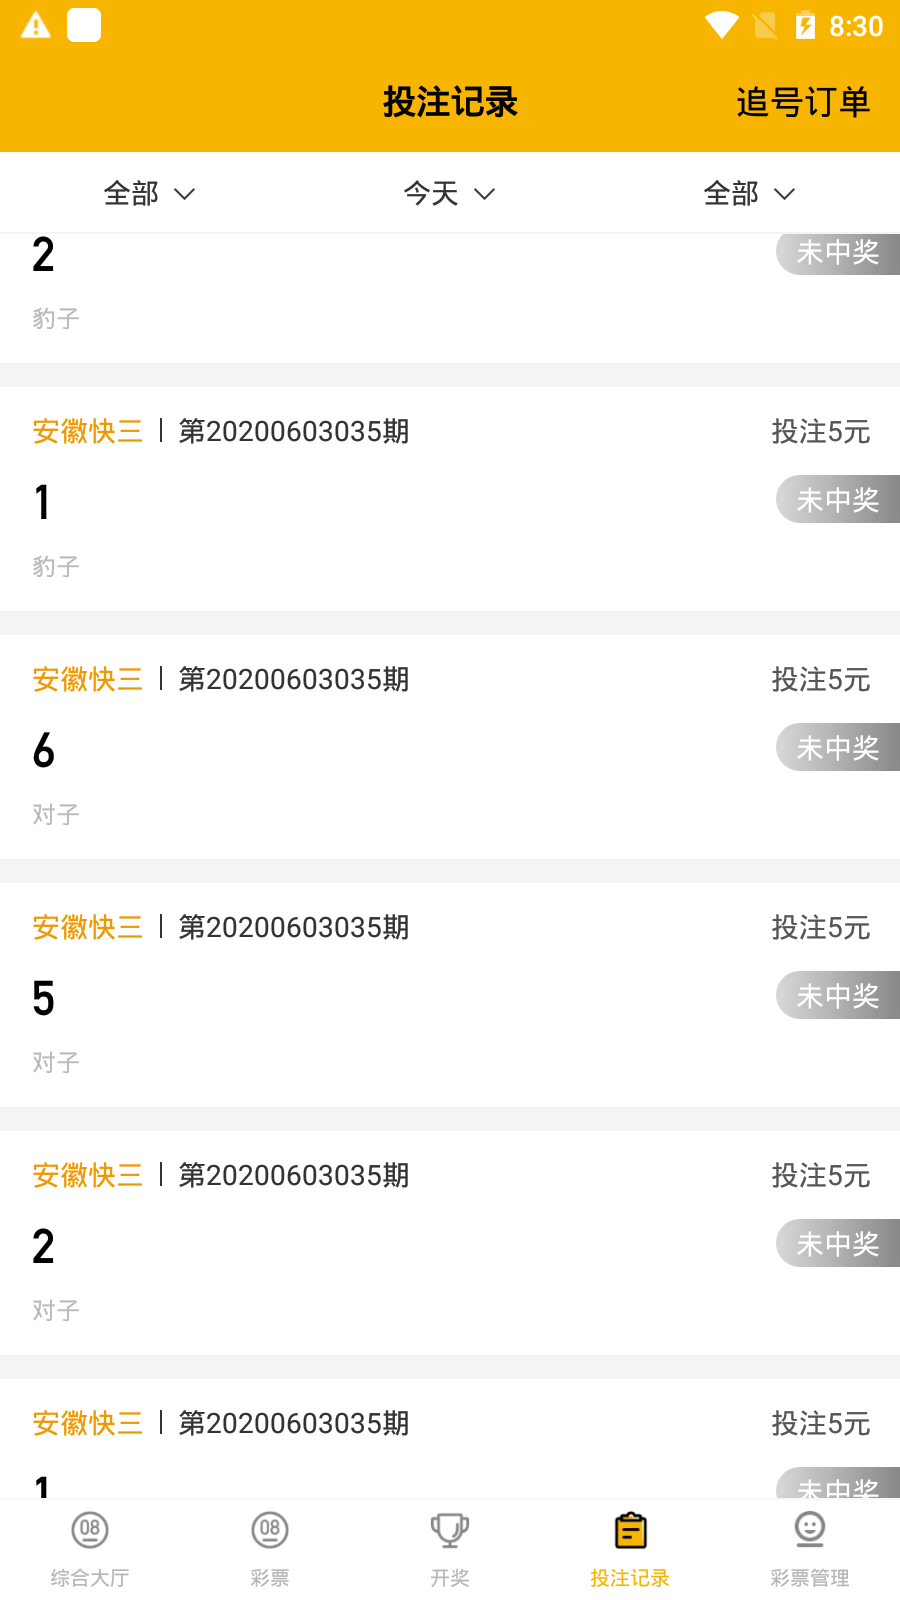 8:30
投注记录
追号订单
全部
今天
全部
2
未中奖
豹子
安徽快三
第20200603035期
投注5元
1
未中奖
豹子
安徽快三
第20200603035期
投注5元
6
未中奖
对子
安徽快三
第20200603035期
投注5元
5
未中奖
对子
安徽快三
第20200603035期
投注5元
2
未中奖
对子
安徽快三
第20200603035期
投注5元
1
未中奖
08
08
综合大厅
彩票
开奖
投注记录
彩票管理